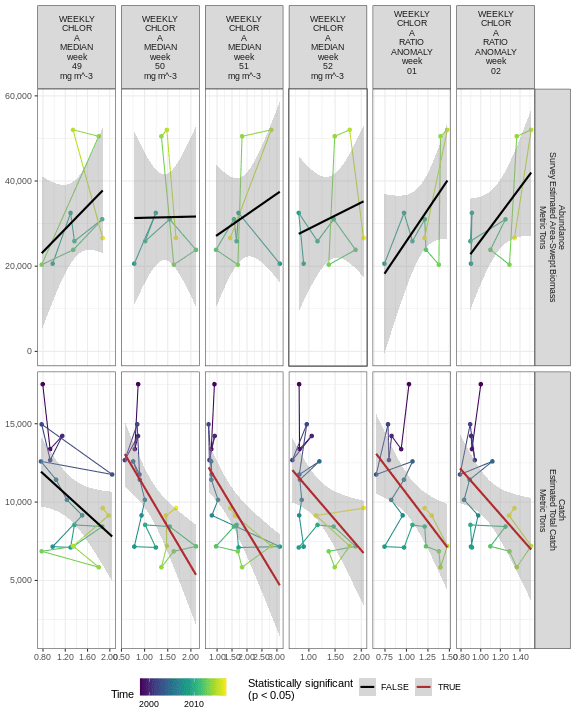 WEEKLY
CHLOR
A
MEDIAN
week
49
mg m^-3
WEEKLY
CHLOR
A
MEDIAN
week
50
mg m^-3
WEEKLY
CHLOR
A
MEDIAN
week
51
mg m^-3
WEEKLY
CHLOR
A
MEDIAN
week
52
mg m^-3
WEEKLY
CHLOR
A
RATIO
ANOMALY
week
01
WEEKLY
CHLOR
A
RATIO
ANOMALY
week
02
60,000
40,000
20,000
0
Abundance
Survey Estimated Area-Swept Biomass
Metric Tons
15,000
10,000
5,000
Catch
Estimated Total Catch
Metric Tons
0.80 1.20 1.60 2.00
0.50 1.00 1.50 2.00
1.00 1.50 2.00 2.50 3.00
1.00 1.50 2.00
0.75 1.00 1.25 1.50
0.80 1.00 1.20 1.40
Time
2000 2010
Statistically significant
(p < 0.05)
FALSE
TRUE